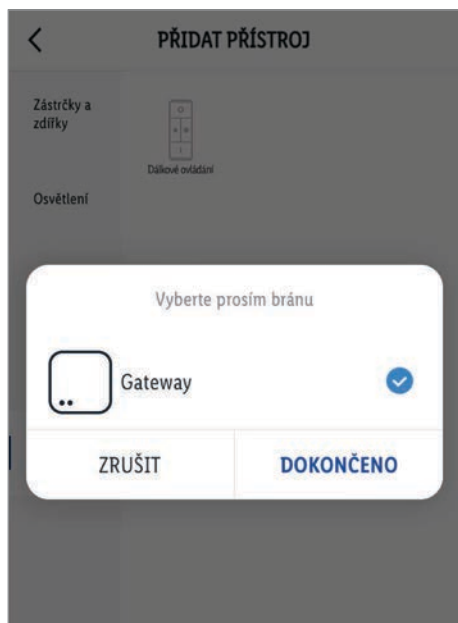 PŘIDAT PŘÍSTROJ
Zástrčky a
zdířky
Dálkové ovládání
Osvětlení
Vyberte prosím bránu
Gateway
ZRUŠIT
DOKONČENO